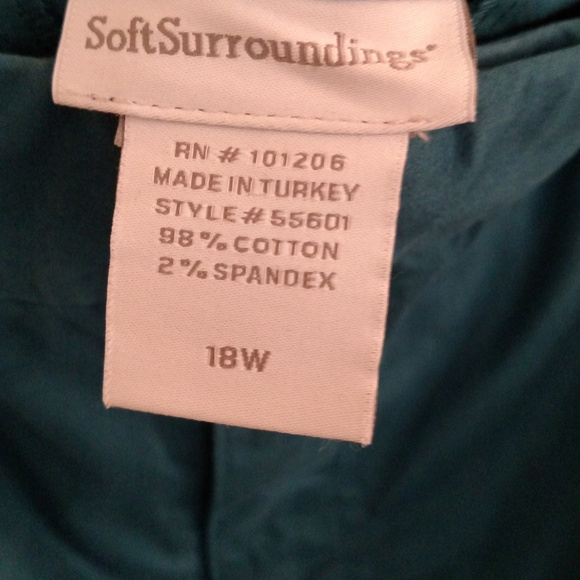 SoftSurroundings®
RN # 101206
MADE IN TURKEY
STYLE# 55601
98% COTTON
2% SPANDEX
18W